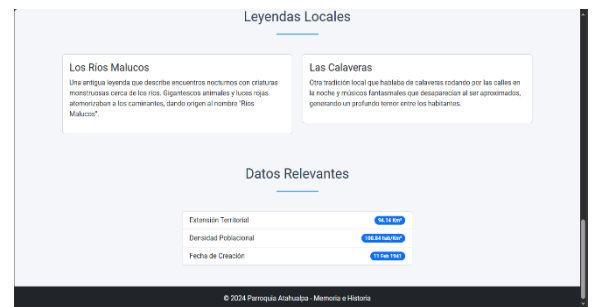 Leyendas Locales
Los Ríos Malucos
Una antigua leyenda que describe encuentros nocturnos con criaturas
monstruosas cerca de los ríos. Gigantescos animales y luces rojas
atemorizaban a los caminantes, dando origen al nombre "Ríos
Malucos".
Las Calaveras
Otra tradición local que hablaba de calaveras rodando por las calles en
la noche y músicos fantasmales que desaparecían al ser aproximados,
generando un profundo temor entre los habitantes.
Datos Relevantes
Extensión Territorial 94.16 Km²
Densidad Poblacional 108.84 hab/Km²
Fecha de Creación 11 Feb 1941
© 2024 Parroquia Atahualpa - Memoria e Historia